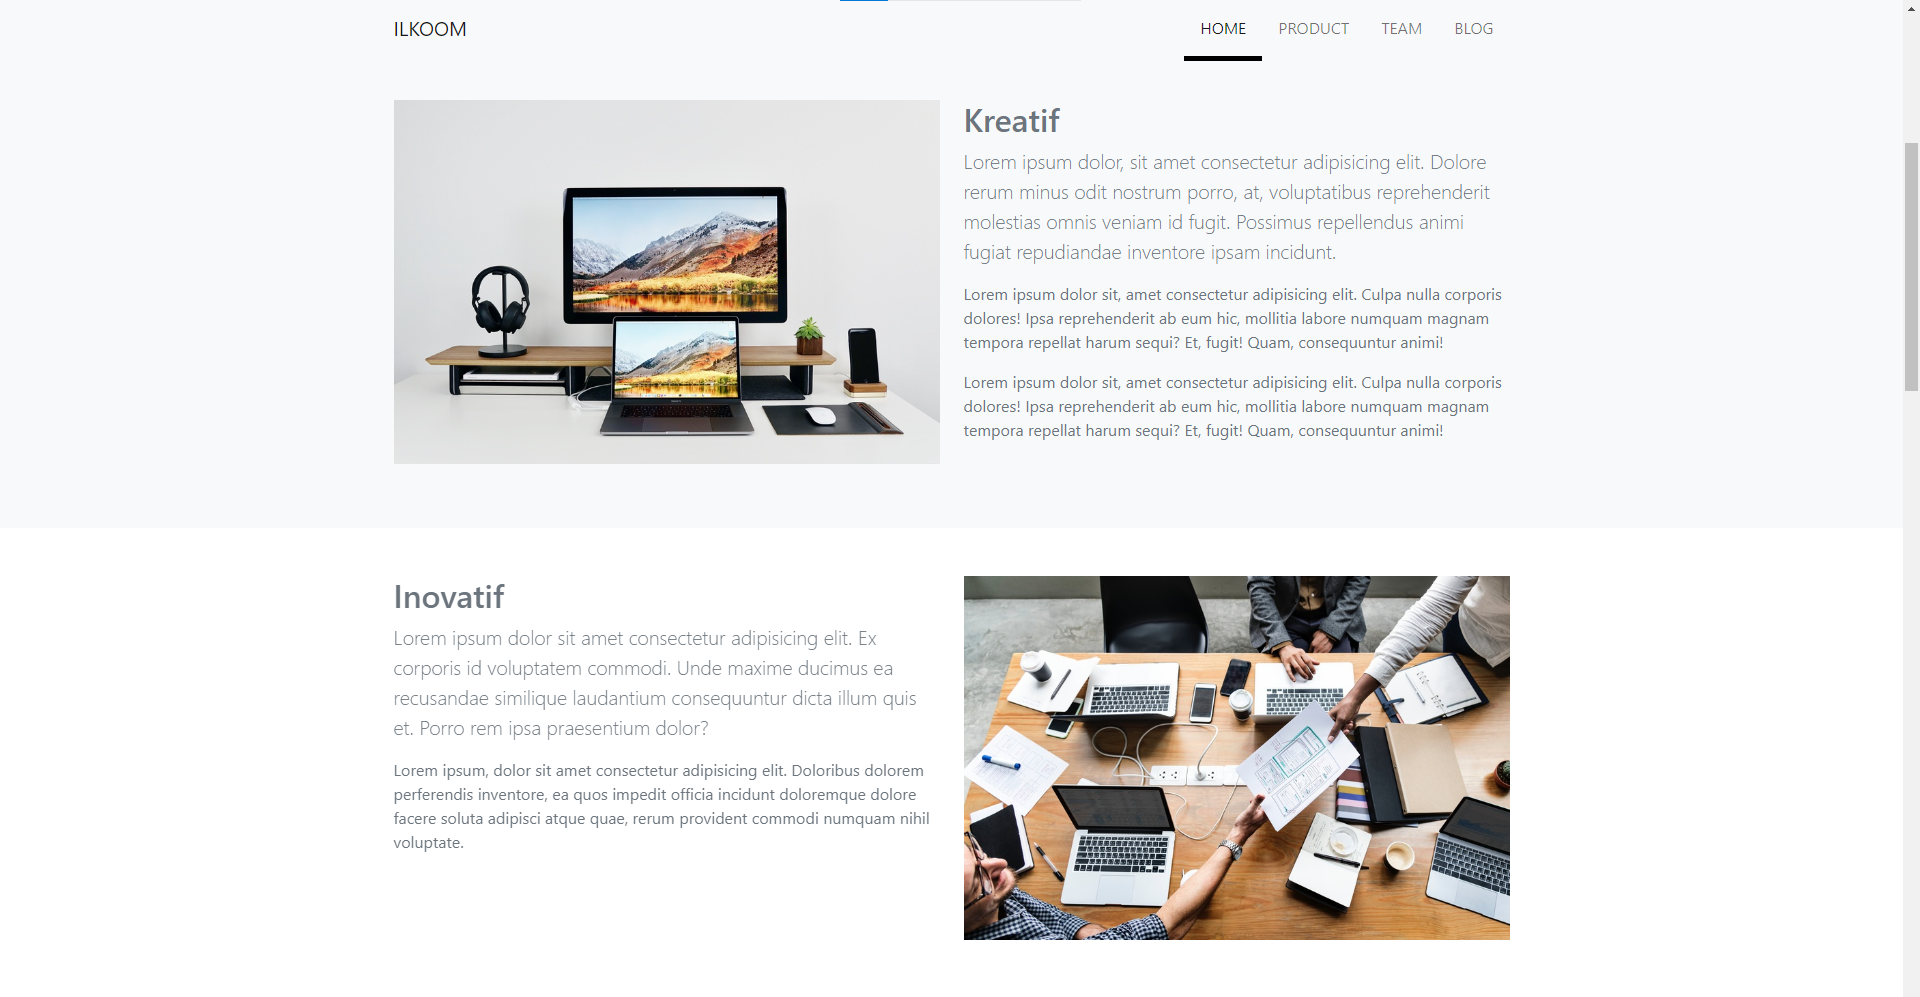 ILKOOM
HOME PRODUCT TEAM BLOG
Kreatif
Lorem ipsum dolor, sit amet consectetur adipisicing elit. Dolore
rerum minus odit nostrum porro, at, voluptatibus reprehenderit
molestias omnis veniam id fugit. Possimus repellendus animi
fugiat repudiandae inventore ipsam incidunt.
Lorem ipsum dolor sit, amet consectetur adipisicing elit. Culpa nulla corporis
dolores! Ipsa reprehenderit ab eum hic, mollitia labore numquam magnam
tempora repellat harum sequi? Et, fugit! Quam, consequuntur animi!
Lorem ipsum dolor sit, amet consectetur adipisicing elit. Culpa nulla corporis
dolores! Ipsa reprehenderit ab eum hic, mollitia labore numquam magnam
tempora repellat harum sequi? Et, fugit! Quam, consequuntur animi!
Inovatif
Lorem ipsum dolor sit amet consectetur adipisicing elit. Ex
corporis id voluptatem commodi. Unde maxime ducimus ea
recusandae similique laudantium consequuntur dicta illum quis
et. Porro rem ipsa praesentium dolor?
Lorem ipsum, dolor sit amet consectetur adipisicing elit. Doloribus dolorem
perferendis inventore, ea quos impedit officia incidunt doloremque dolore
facere soluta adipisci atque quae, rerum provident commodi numquam nihil
voluptate.